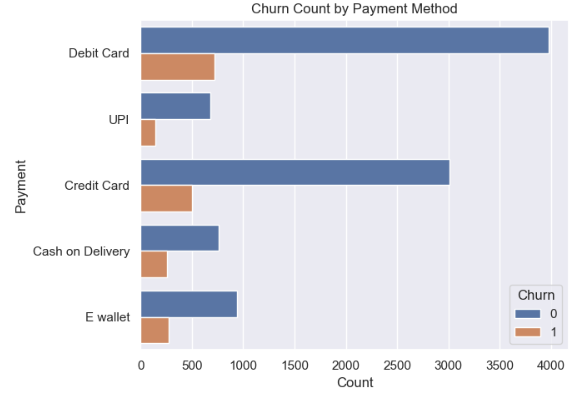 Churn Count by Payment Method
Payment
Debit Card
UPI
Credit Card
Cash on Delivery
E wallet
Churn
0
1
0 500 1000 1500 2000 2500 3000 3500 4000
Count